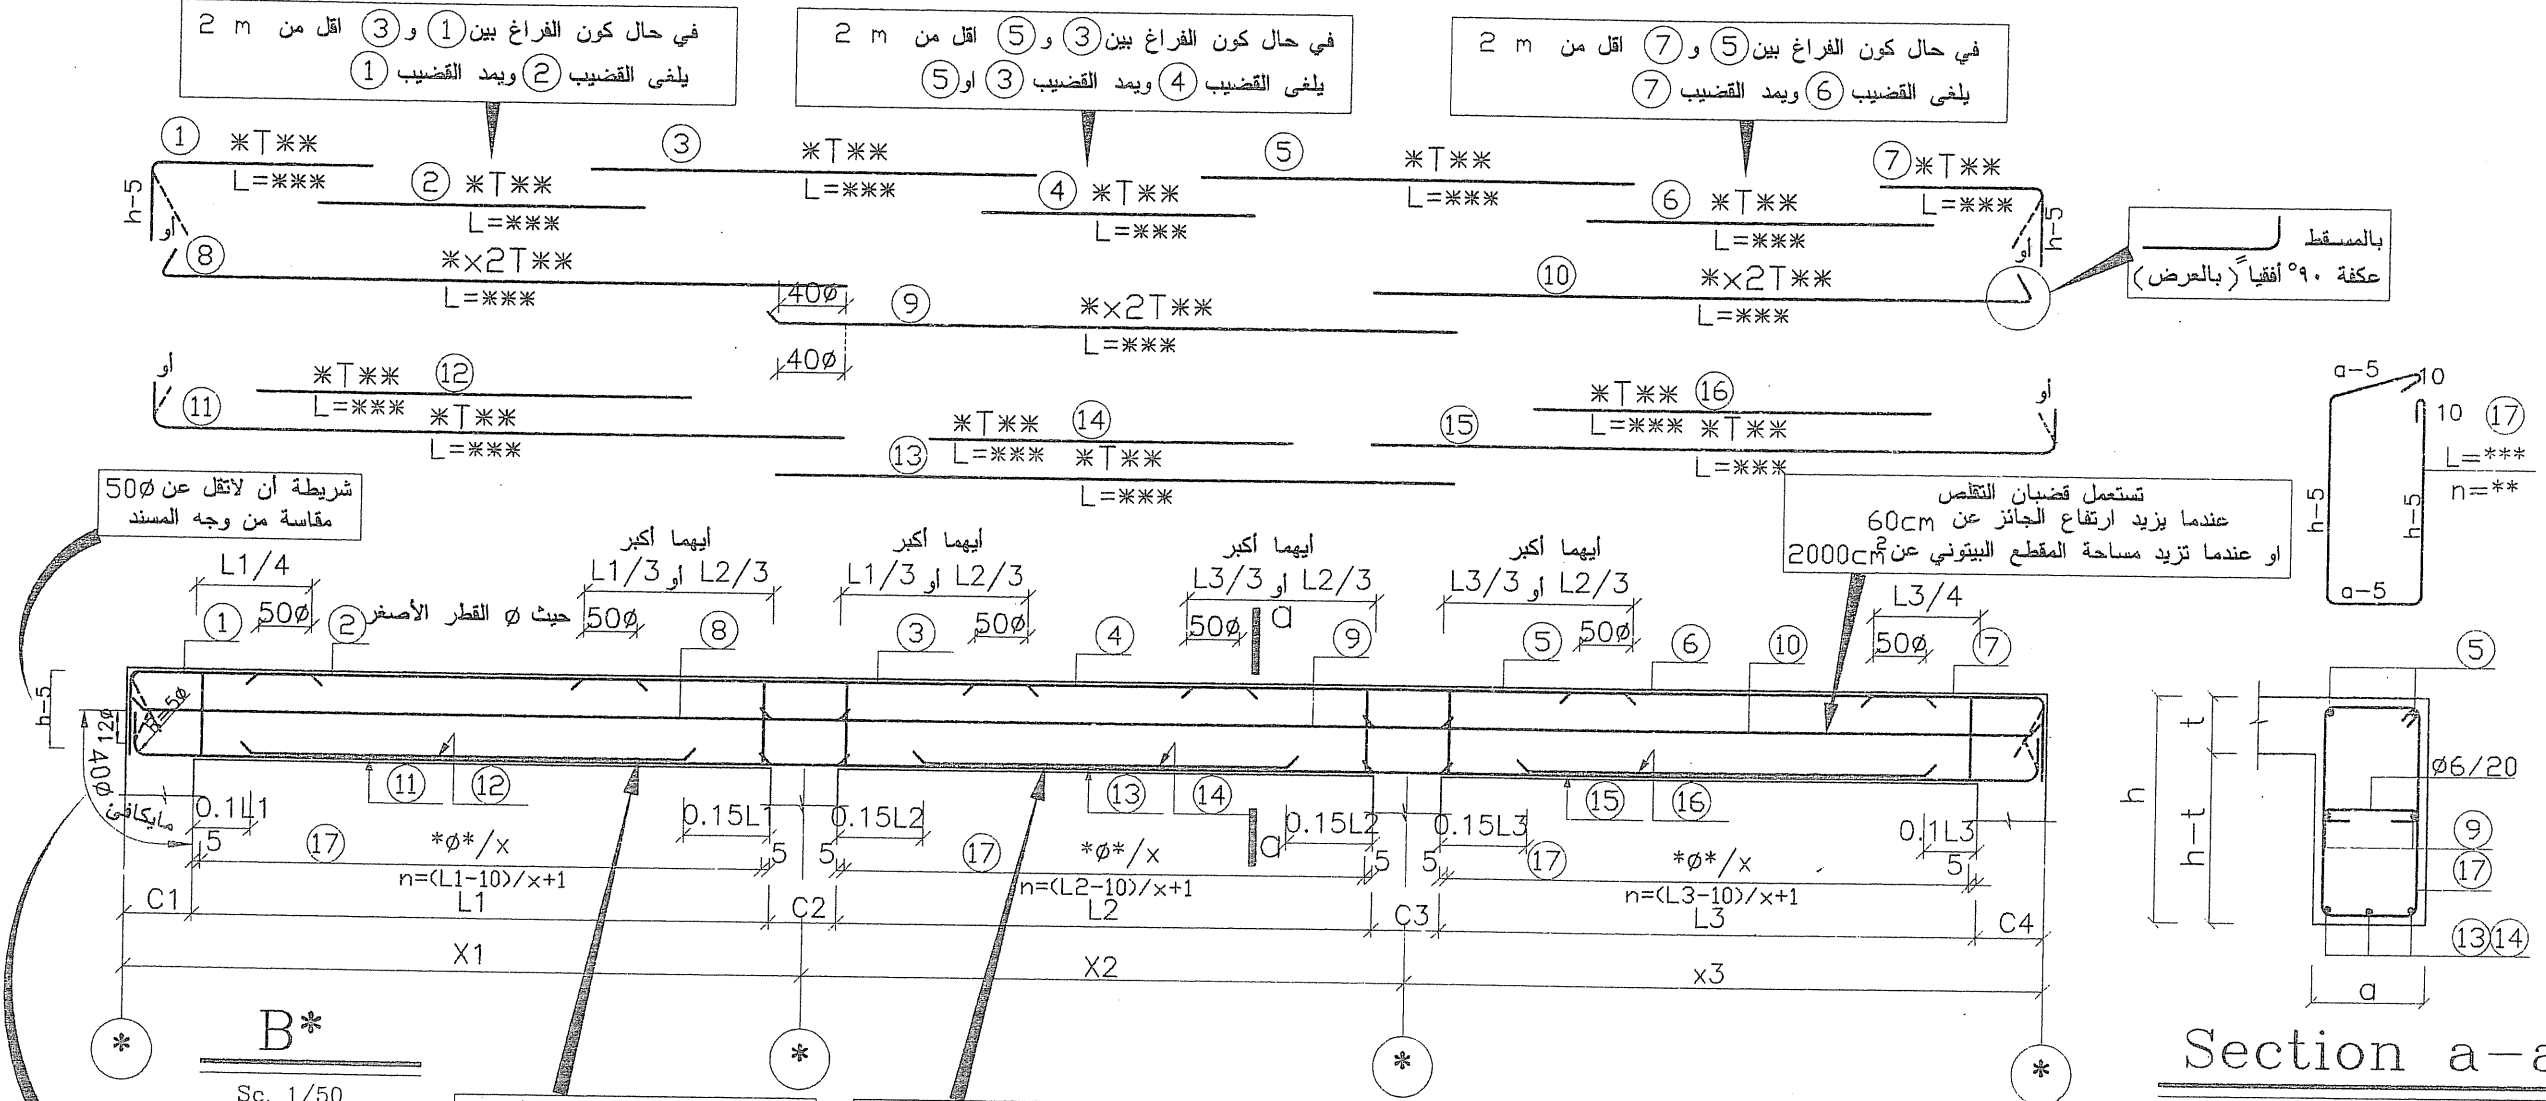 في حال كون الفراغ بين 1 و 3 اقل من 2 m
يلغى القضيب 2 ويمد القضيب 1
في حال كون الفراغ بين 3 و 5 اقل من 2 m
يلغى القضيب 4 ويمد القضيب 3 او 5
في حال كون الفراغ بين 5 و 7 اقل من 2 m
يلغى القضيب 6 ويمد القضيب 7
1 *T**
L=***
2 *T**
L=***
3 *T**
L=***
4 *T**
L=***
5 *T**
L=***
6 *T**
L=***
7 *T**
L=***
h-5
أو
h-5
أو
بالمسقط
عكفة ٩٠° أفقياً (بالعرض)
8 *x2T**
L=***
40ø
9 *x2T**
L=***
40ø
10 *x2T**
L=***
أو
11 *T**
L=***
12 *T**
L=***
13 *T**
L=***
14 *T**
L=***
15 *T**
L=***
16 *T**
L=***
أو
a-5
10
10
17
L=***
n=**
h-5
h-5
a-5
شريطة أن لاتقل عن 50ø
مقاسة من وجه المسند
تستعمل قضبان التقلص
عندما يزيد ارتفاع الجائز عن 60cm
او عندما تزيد مساحة المقطع البيتوني عن 2000cm²
L1/4
50ø
حيث ø القطر الأصغر
أيهما أكبر
L1/3 أو L2/3
50ø
أيهما أكبر
L1/3 أو L2/3
50ø
أيهما أكبر
L3/3 أو L2/3
50ø
a
أيهما أكبر
L3/3 أو L2/3
50ø
L3/4
50ø
1 2 8 3 4 9 5 6 10 7
h-5
12ø
R=5ø
40ø
مايكافئ
11 12 13 14 15 16
0.1L1
0.15L1
0.15L2
a
0.15L2
0.15L3
0.1L3
5 17 *ø*/x 5
n=(L1-10)/x+1
5 17 *ø*/x 5
n=(L2-10)/x+1
5 17 *ø*/x 5
n=(L3-10)/x+1
C1 L1 C2 L2 C3 L3 C4
X1 X2 x3
* * * *
B*
Sc. 1/50
5
t
h
h-t
ø6/20
9
17
13 14
a
Section a-a